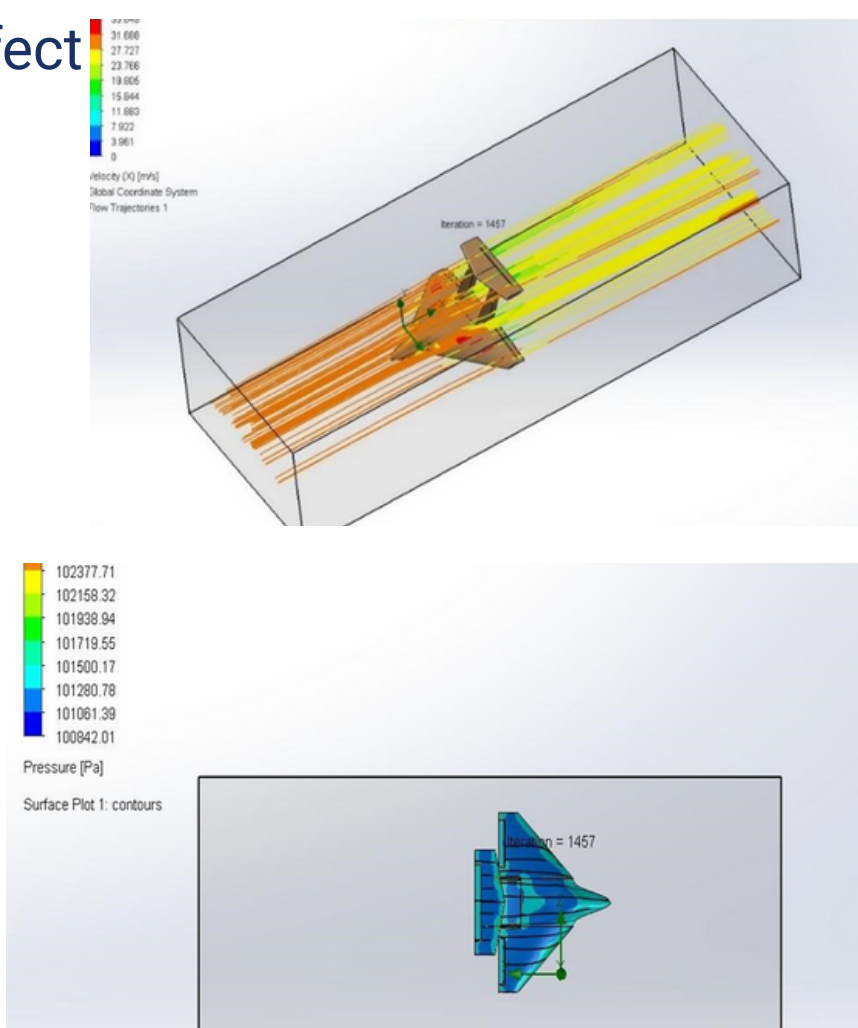 fect
31.688
27.727
23.766
19.805
15.844
11.883
7.922
3.961
0
Velocity (X) [m/s]
Global Coordinate System
Flow Trajectories 1
Iteration = 1457
102377.71
102158.32
101938.94
101719.55
101500.17
101280.78
101061.39
100842.01
Pressure [Pa]
Surface Plot 1: contours
Iteration = 1457